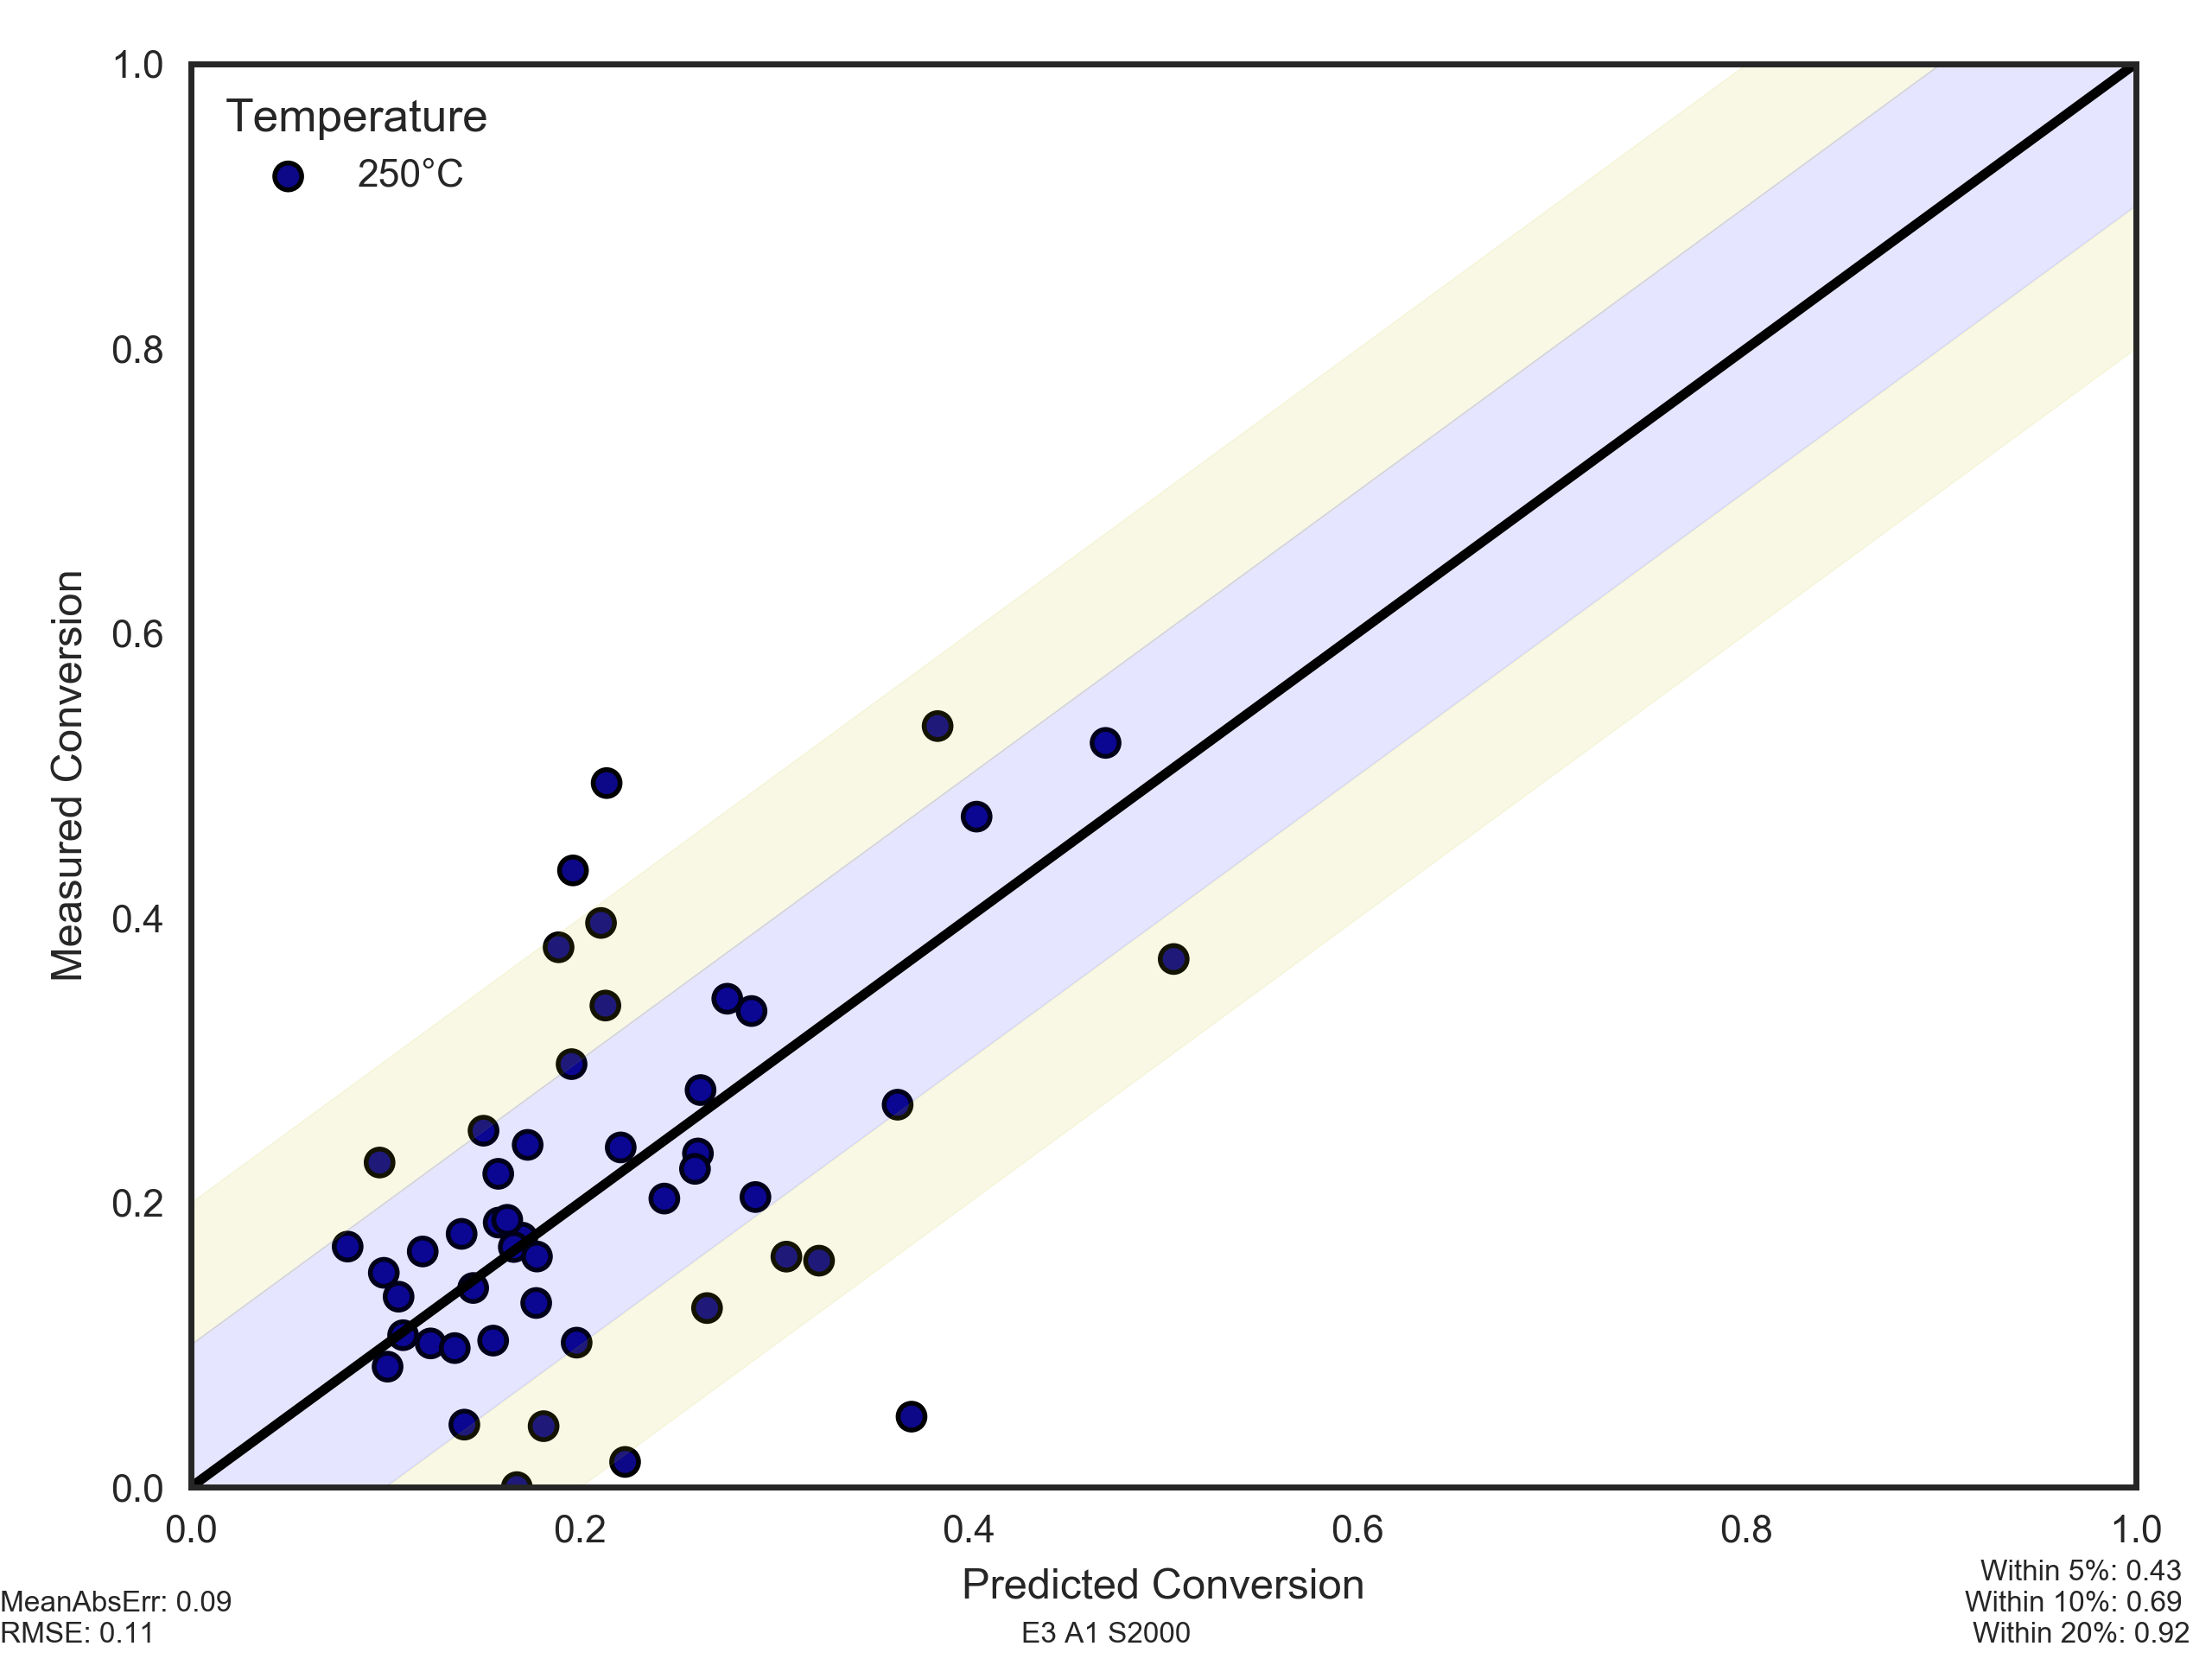 Temperature
250°C
1.0
0.8
0.6
0.4
0.2
0.0
Measured Conversion
0.0 0.2 0.4 0.6 0.8 1.0
Predicted Conversion
E3 A1 S2000
MeanAbsErr: 0.09
RMSE: 0.11
Within 5%: 0.43
Within 10%: 0.69
Within 20%: 0.92